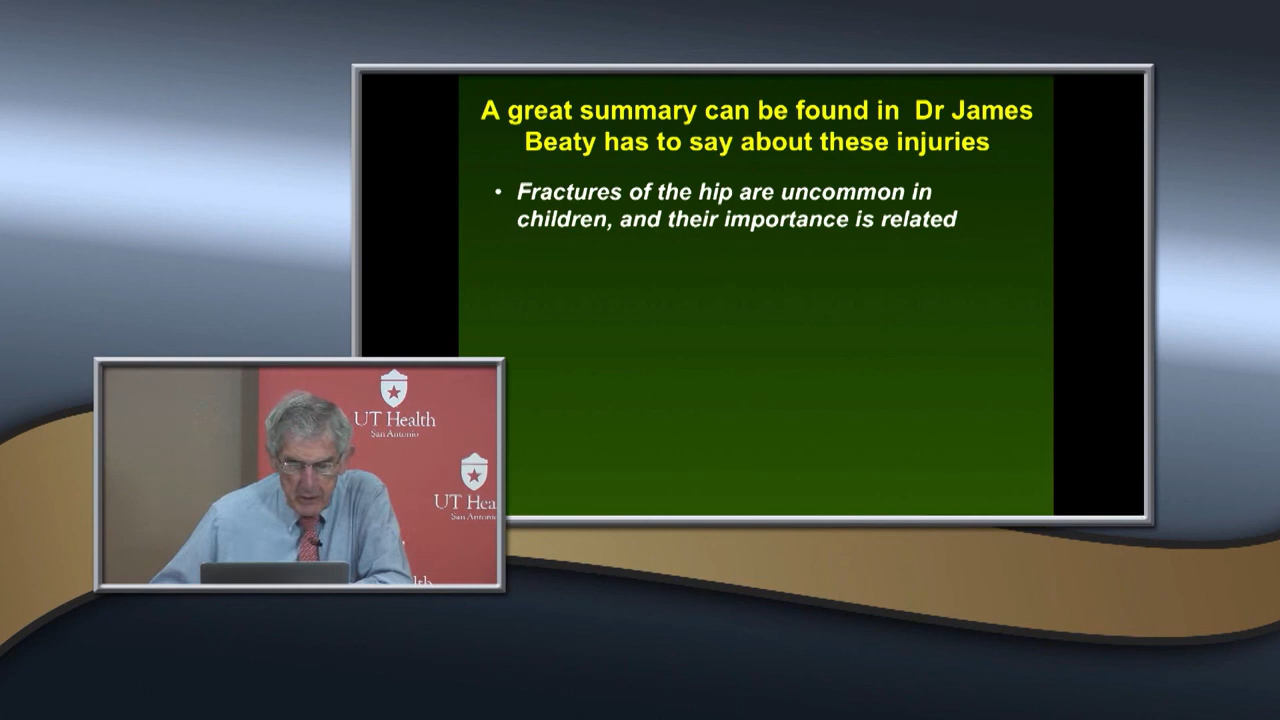 A great summary can be found in Dr James
Beaty has to say about these injuries
• Fractures of the hip are uncommon in
children, and their importance is related
UT Health
San Antonio
UT Hea
San Antonio
lth